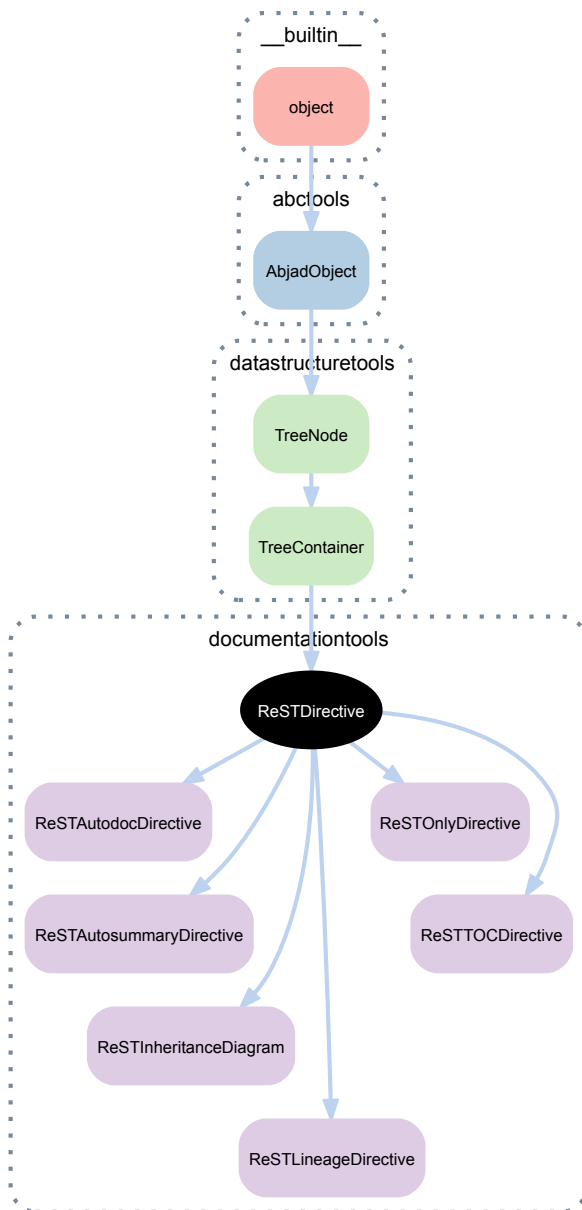 __builtin__
object
abctools
AbjadObject
datastructuretools
TreeNode
TreeContainer
documentationtools
ReSTDirective
ReSTAutodocDirective
ReSTOnlyDirective
ReSTAutosummaryDirective
ReSTTOCDirective
ReSTInheritanceDiagram
ReSTLineageDirective